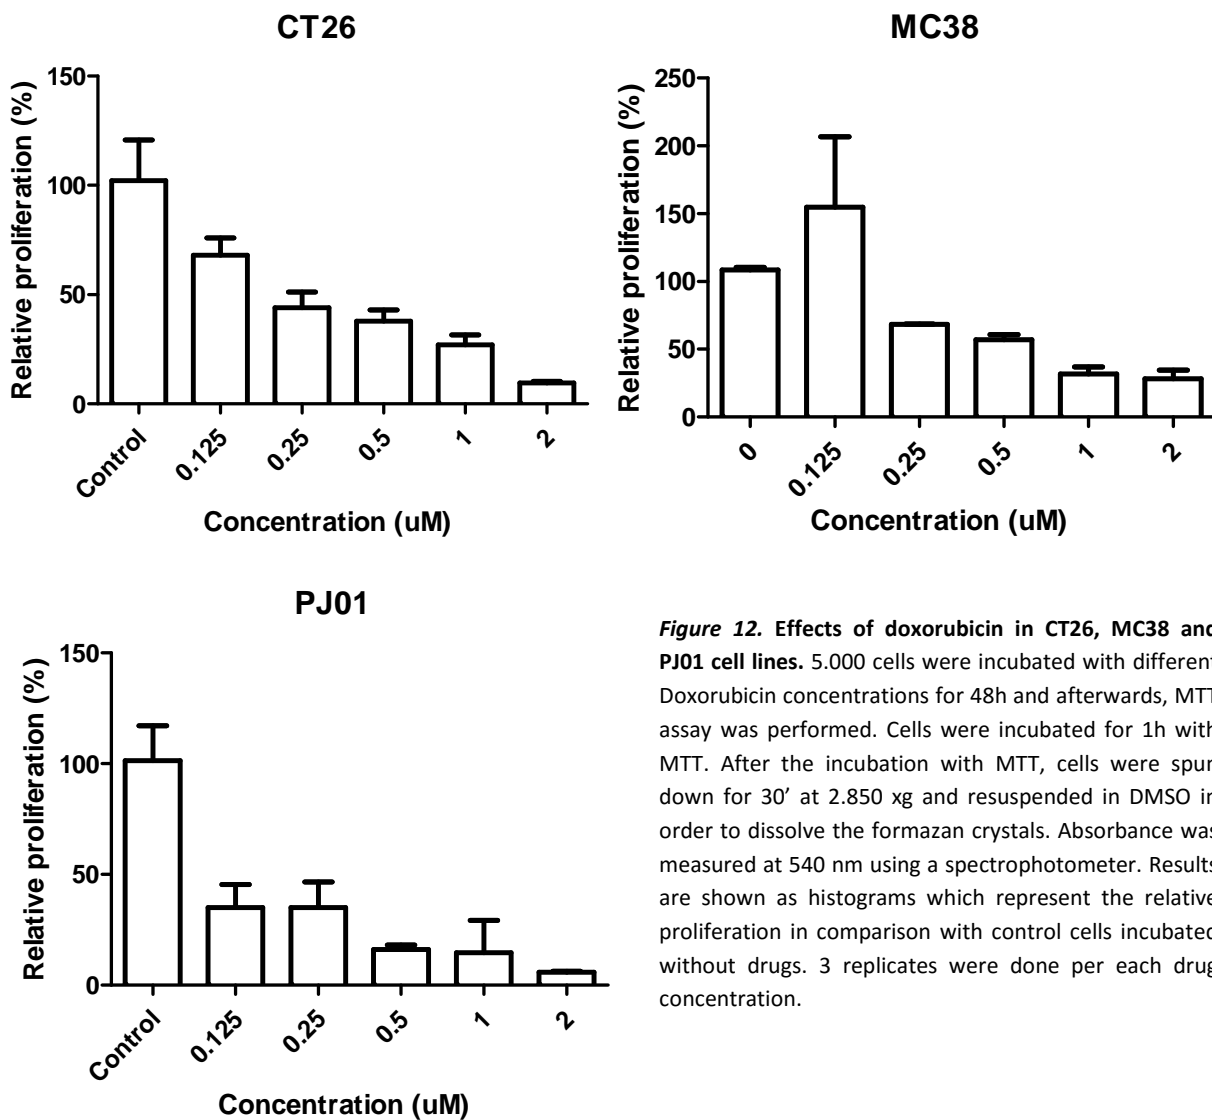 CT26
Relative proliferation (%)
150
100
50
0
Control
0.125
0.25
0.5
1
2
Concentration (uM)
MC38
Relative proliferation (%)
250
200
150
100
50
0
0
0.125
0.25
0.5
1
2
Concentration (uM)
PJ01
Relative proliferation (%)
150
100
50
0
Control
0.125
0.25
0.5
1
2
Concentration (uM)
Figure 12. Effects of doxorubicin in CT26, MC38 and
PJ01 cell lines. 5.000 cells were incubated with different
Doxorubicin concentrations for 48h and afterwards, MTT
assay was performed. Cells were incubated for 1h with
MTT. After the incubation with MTT, cells were spun
down for 30’ at 2.850 xg and resuspended in DMSO in
order to dissolve the formazan crystals. Absorbance was
measured at 540 nm using a spectrophotometer. Results
are shown as histograms which represent the relative
proliferation in comparison with control cells incubated
without drugs. 3 replicates were done per each drug
concentration.